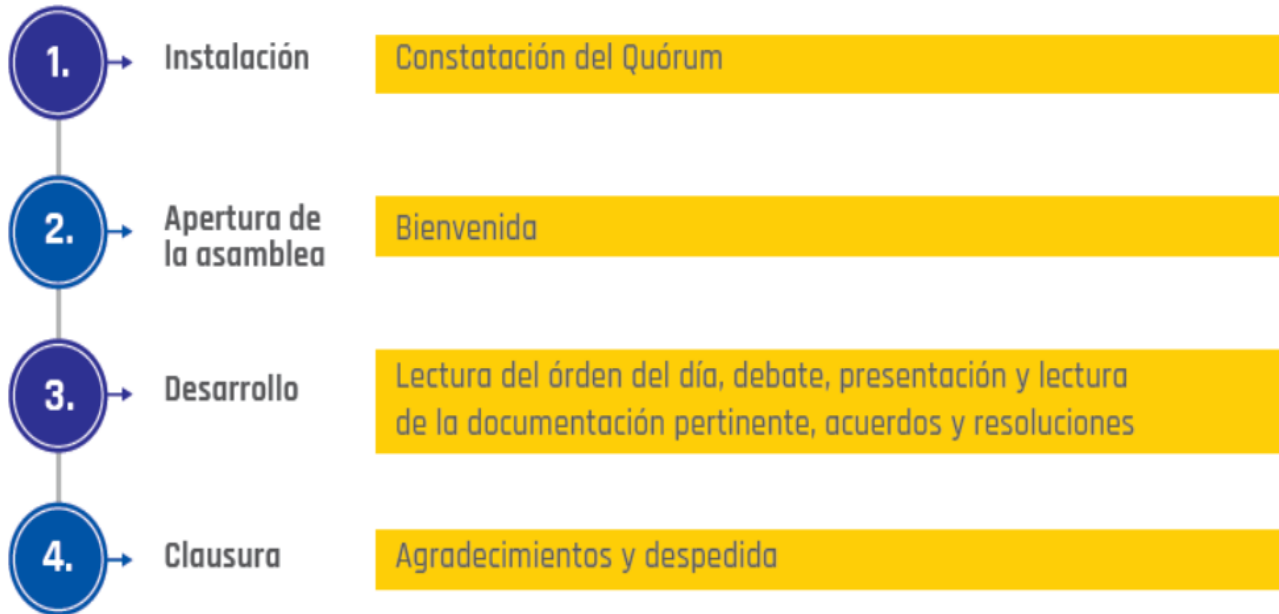 1. Instalación Constatación del Quórum
2. Apertura de
la asamblea
Bienvenida
3. Desarrollo
Lectura del órden del día, debate, presentación y lectura
de la documentación pertinente, acuerdos y resoluciones
4. Clausura Agradecimientos y despedida